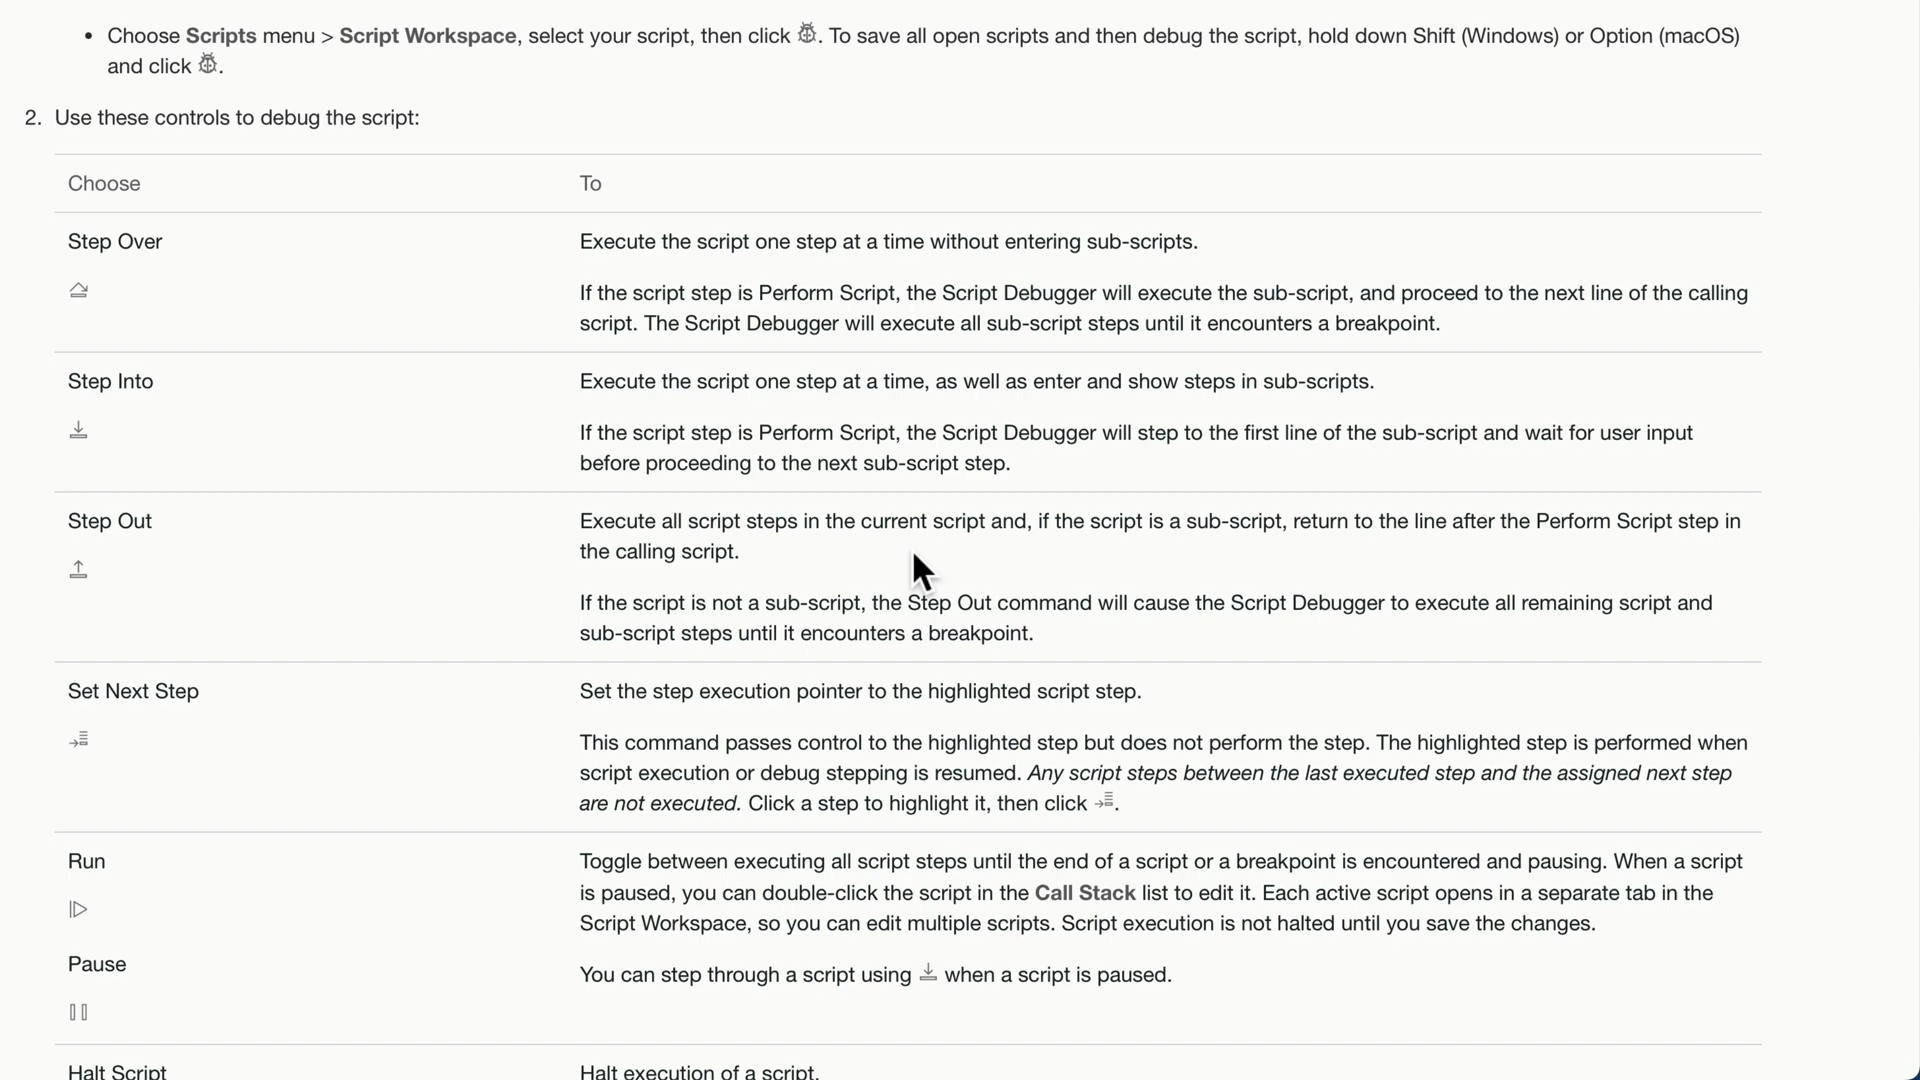 • Choose Scripts menu > Script Workspace, select your script, then click . To save all open scripts and then debug the script, hold down Shift (Windows) or Option (macOS)
and click .
2. Use these controls to debug the script:
Choose To
Step Over Execute the script one step at a time without entering sub-scripts.
If the script step is Perform Script, the Script Debugger will execute the sub-script, and proceed to the next line of the calling
script. The Script Debugger will execute all sub-script steps until it encounters a breakpoint.
Step Into Execute the script one step at a time, as well as enter and show steps in sub-scripts.
If the script step is Perform Script, the Script Debugger will step to the first line of the sub-script and wait for user input
before proceeding to the next sub-script step.
Step Out Execute all script steps in the current script and, if the script is a sub-script, return to the line after the Perform Script step in
the calling script.
If the script is not a sub-script, the Step Out command will cause the Script Debugger to execute all remaining script and
sub-script steps until it encounters a breakpoint.
Set Next Step Set the step execution pointer to the highlighted script step.
This command passes control to the highlighted step but does not perform the step. The highlighted step is performed when
script execution or debug stepping is resumed. Any script steps between the last executed step and the assigned next step
are not executed. Click a step to highlight it, then click .
Run Toggle between executing all script steps until the end of a script or a breakpoint is encountered and pausing. When a script
is paused, you can double-click the script in the Call Stack list to edit it. Each active script opens in a separate tab in the
Script Workspace, so you can edit multiple scripts. Script execution is not halted until you save the changes.
Pause You can step through a script using when a script is paused.
Halt Script Halt execution of a script.